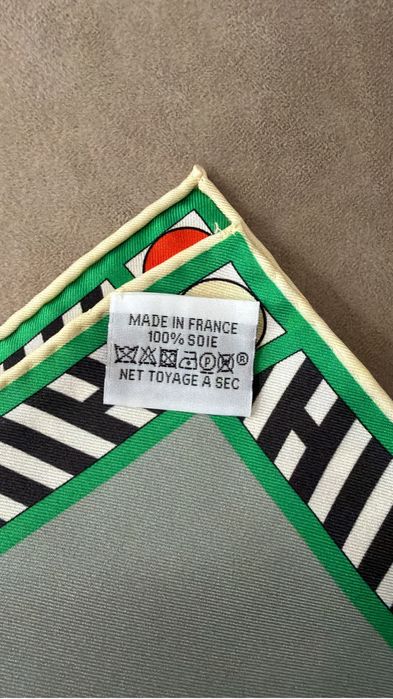 MADE IN FRANCE
100% SOIE
®
NET TOYAGE A SEC